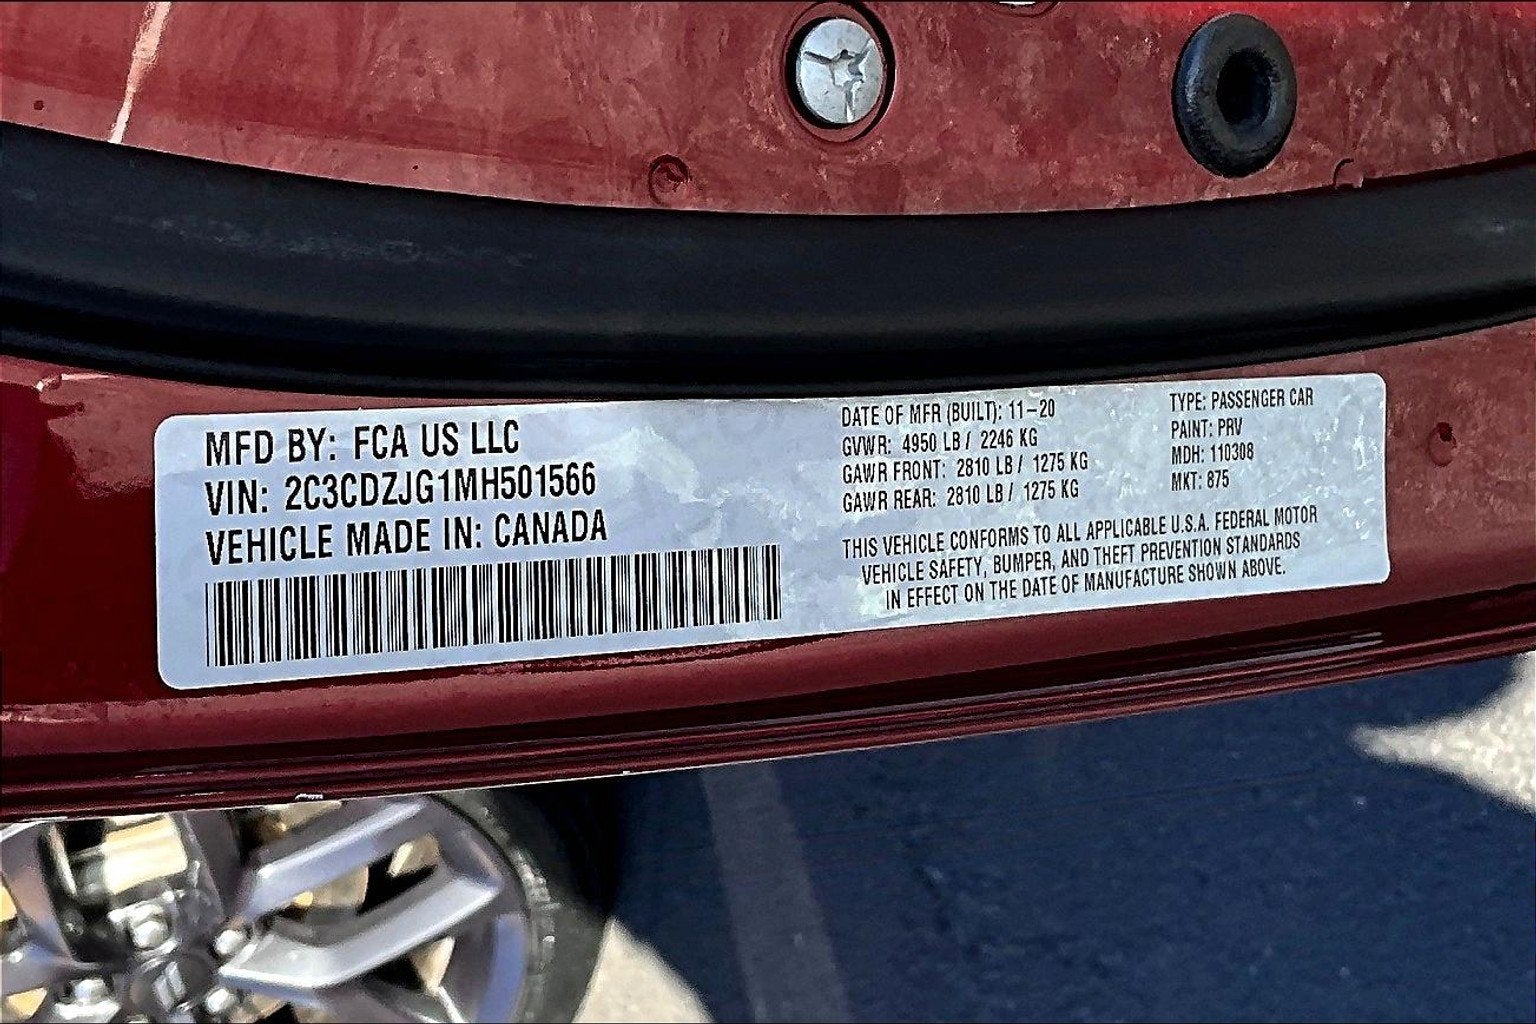 MFD BY: FCA US LLC
VIN: 2C3CDZJG1MH501566
VEHICLE MADE IN: CANADA
DATE OF MFR (BUILT): 11-20
GVWR: 4950 LB / 2246 KG
GAWR FRONT: 2810 LB / 1275 KG
GAWR REAR: 2810 LB / 1275 KG
TYPE: PASSENGER CAR
PAINT: PRV
MDH: 110308
MKT: 875
THIS VEHICLE CONFORMS TO ALL APPLICABLE U.S.A. FEDERAL MOTOR
VEHICLE SAFETY, BUMPER, AND THEFT PREVENTION STANDARDS
IN EFFECT ON THE DATE OF MANUFACTURE SHOWN ABOVE.